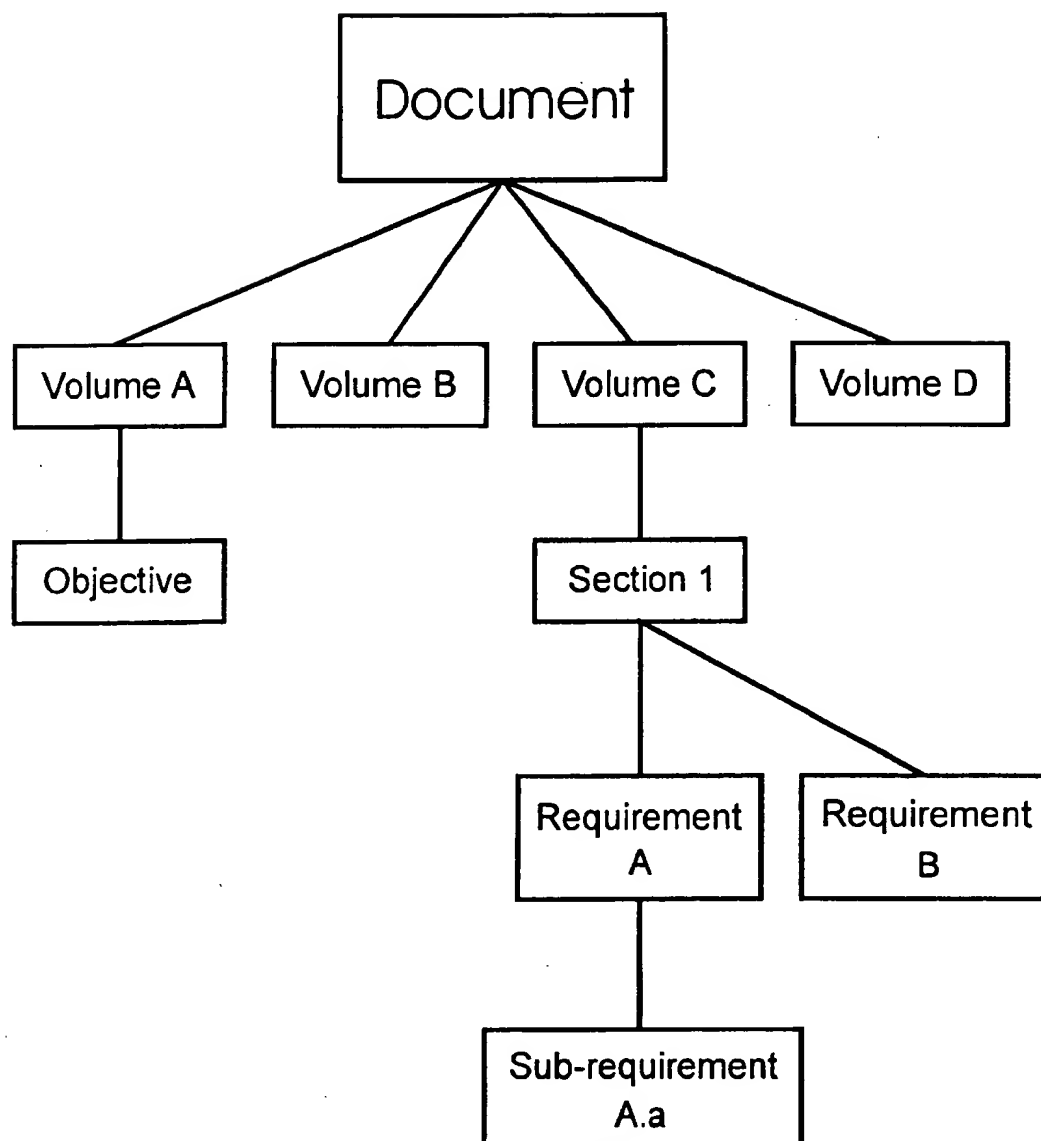 Document
Volume A
Volume B
Volume C
Volume D
Objective
Section 1
Requirement
A
Requirement
B
Sub-requirement
A.a